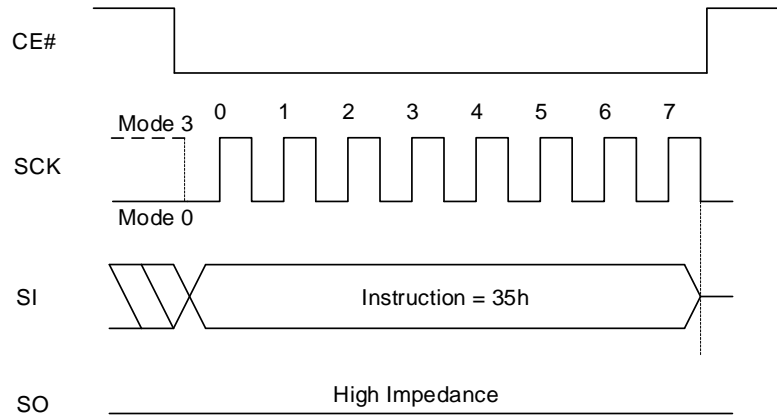 CE#
0 1 2 3 4 5 6 7
Mode 3
SCK
Mode 0
SI
Instruction = 35h
High Impedance
SO